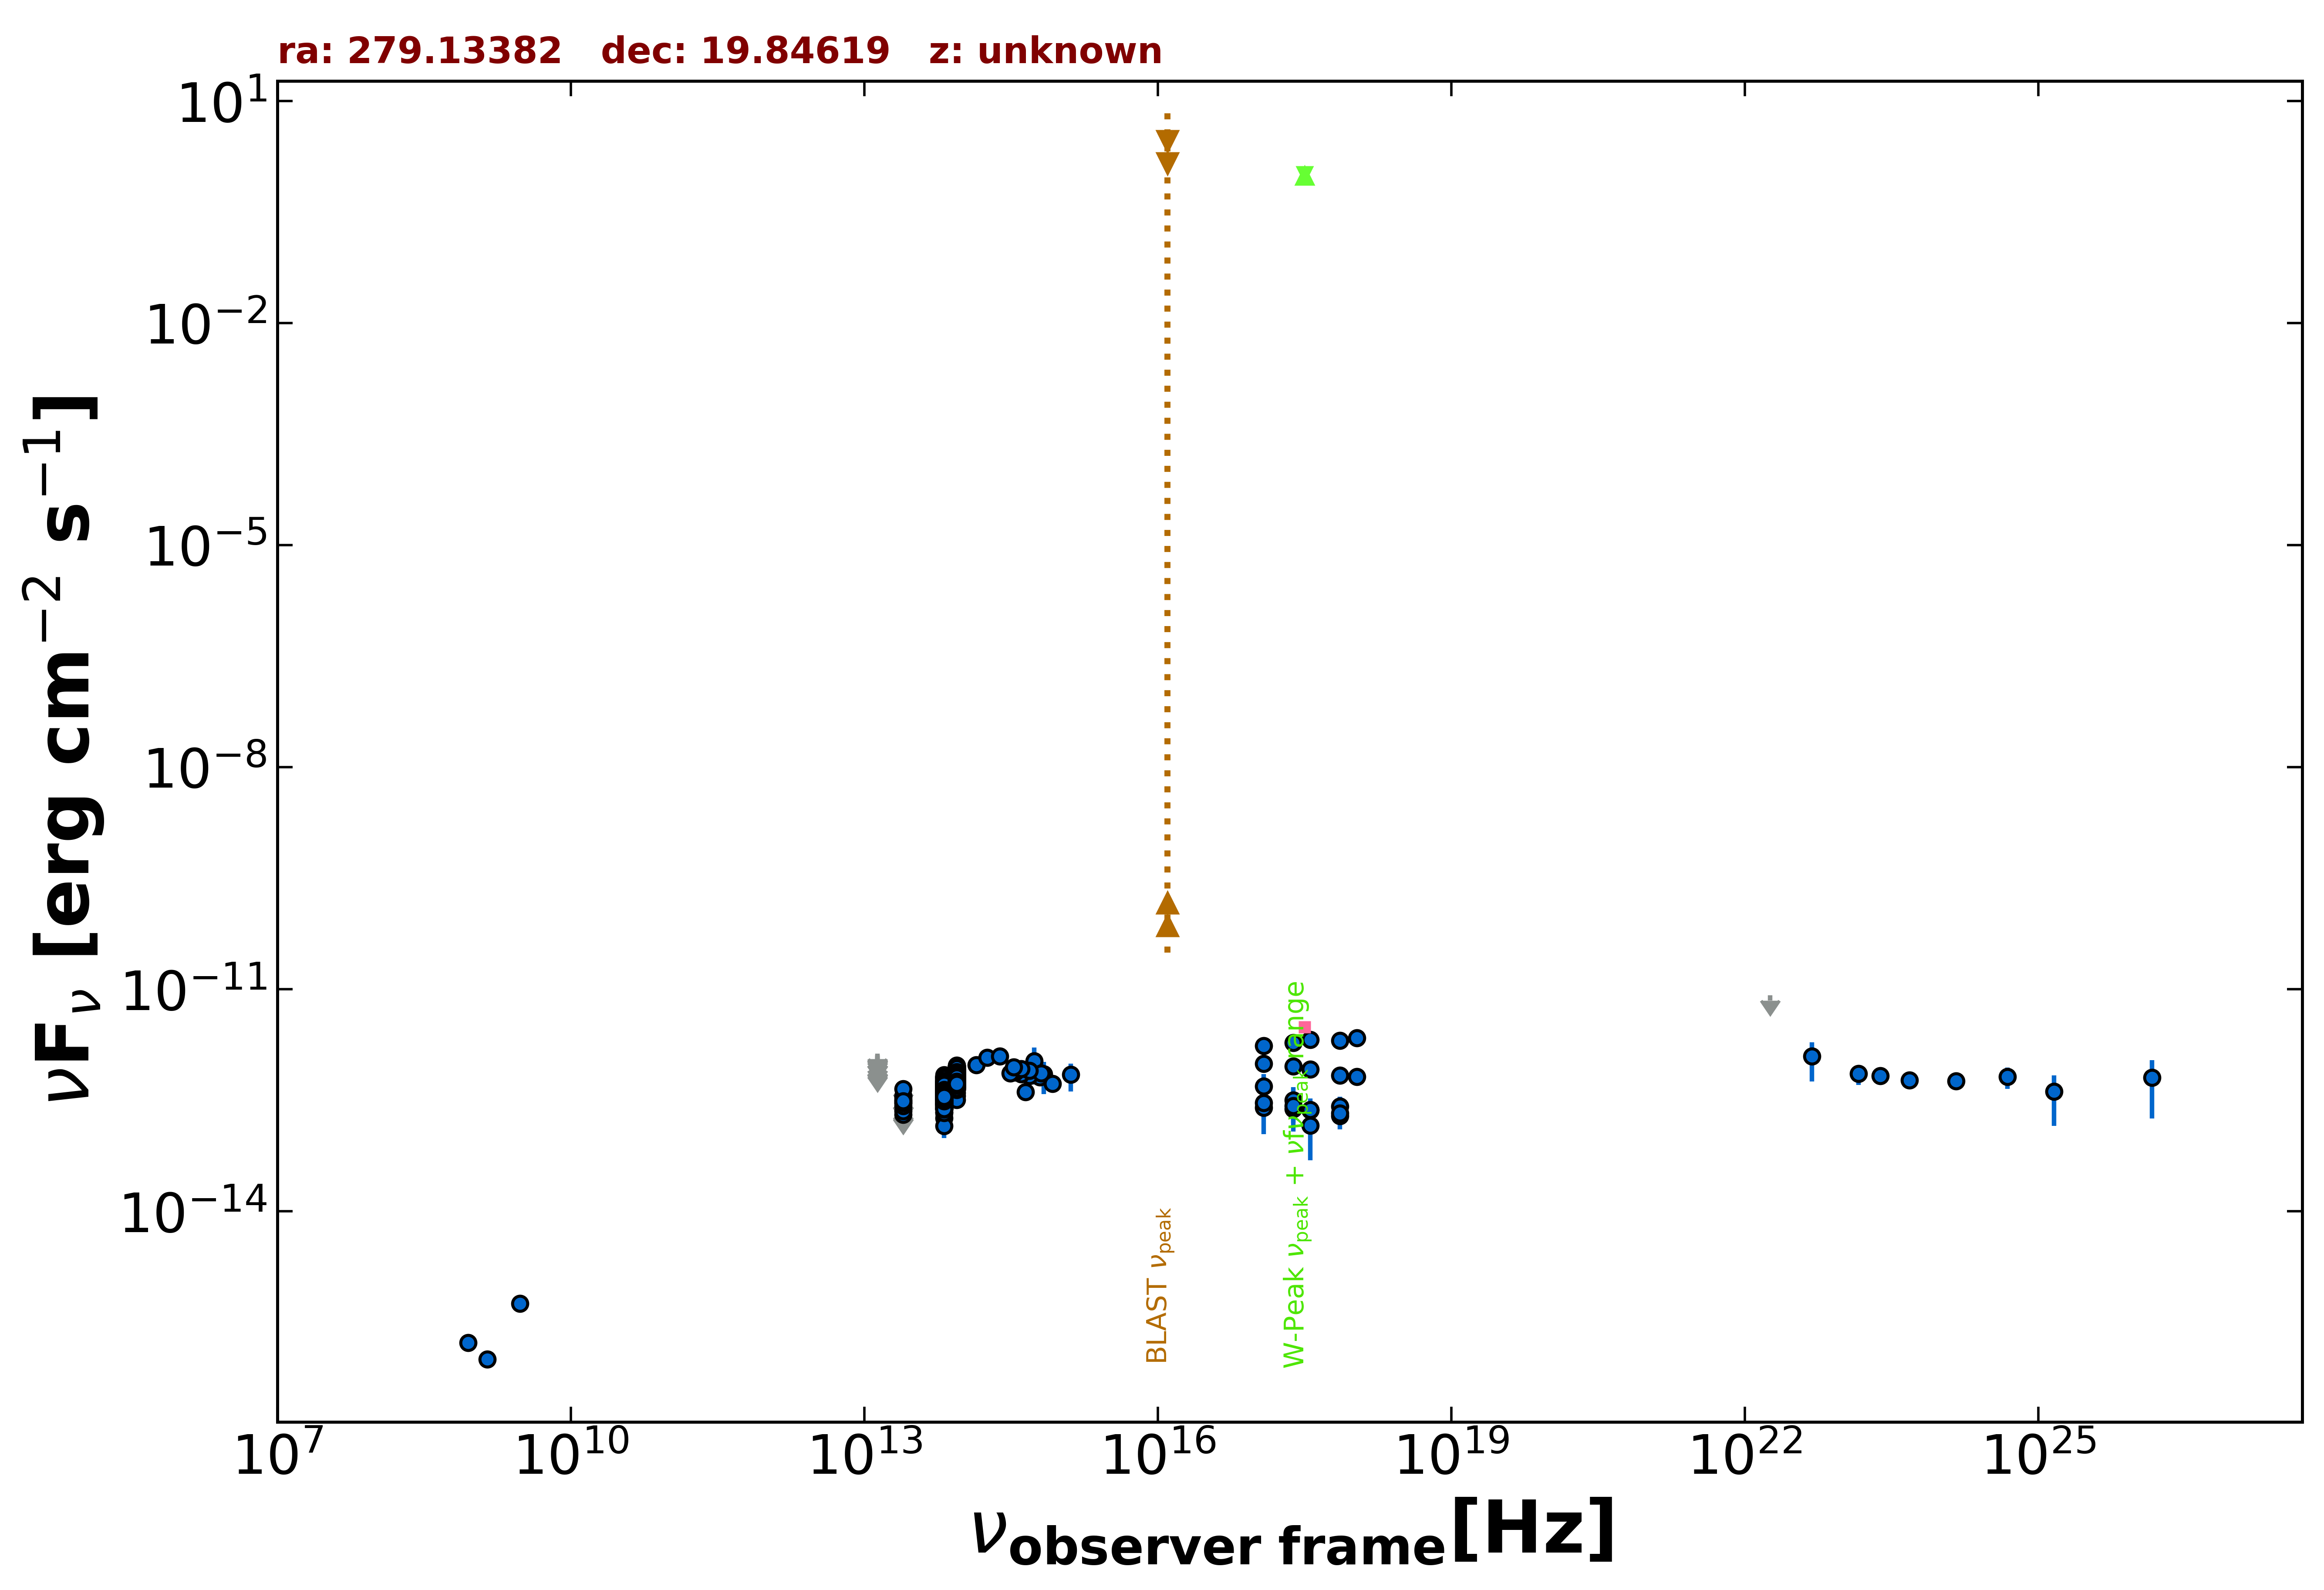 ra: 279.13382 dec: 19.84619 z: unknown
10^1
10^−2
10^−5
10^−8
10^−11
10^−14
νF_ν [erg cm^−2 s^−1]
BLAST ν_peak
W-Peak ν_peak + νfν_peak range
10^7 10^10 10^13 10^16 10^19 10^22 10^25
ν_observer frame [Hz]